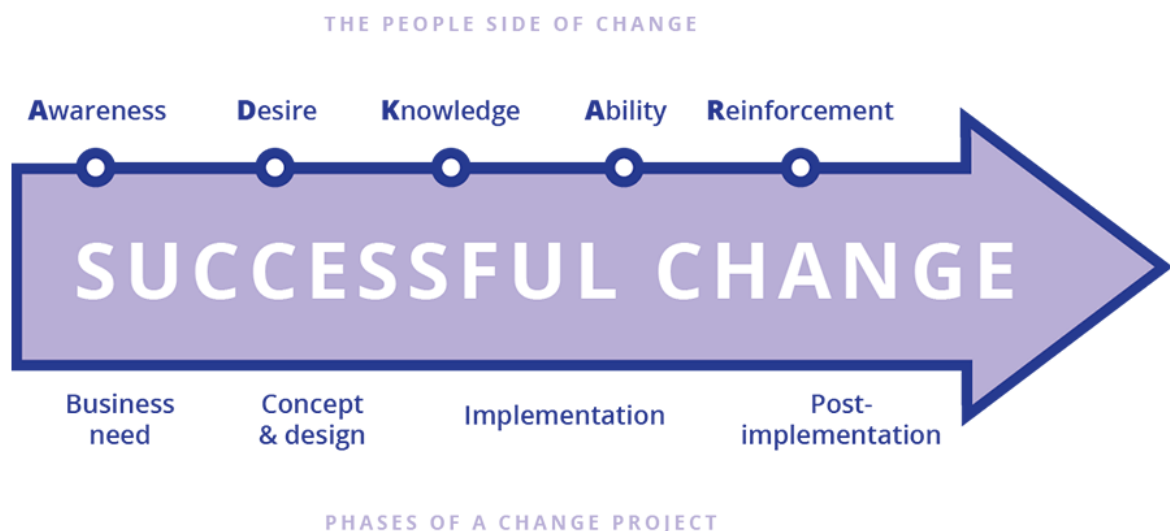 THE PEOPLE SIDE OF CHANGE
Awareness Desire Knowledge Ability Reinforcement
SUCCESSFUL CHANGE
Business need
Concept & design
Implementation
Post-implementation
PHASES OF A CHANGE PROJECT